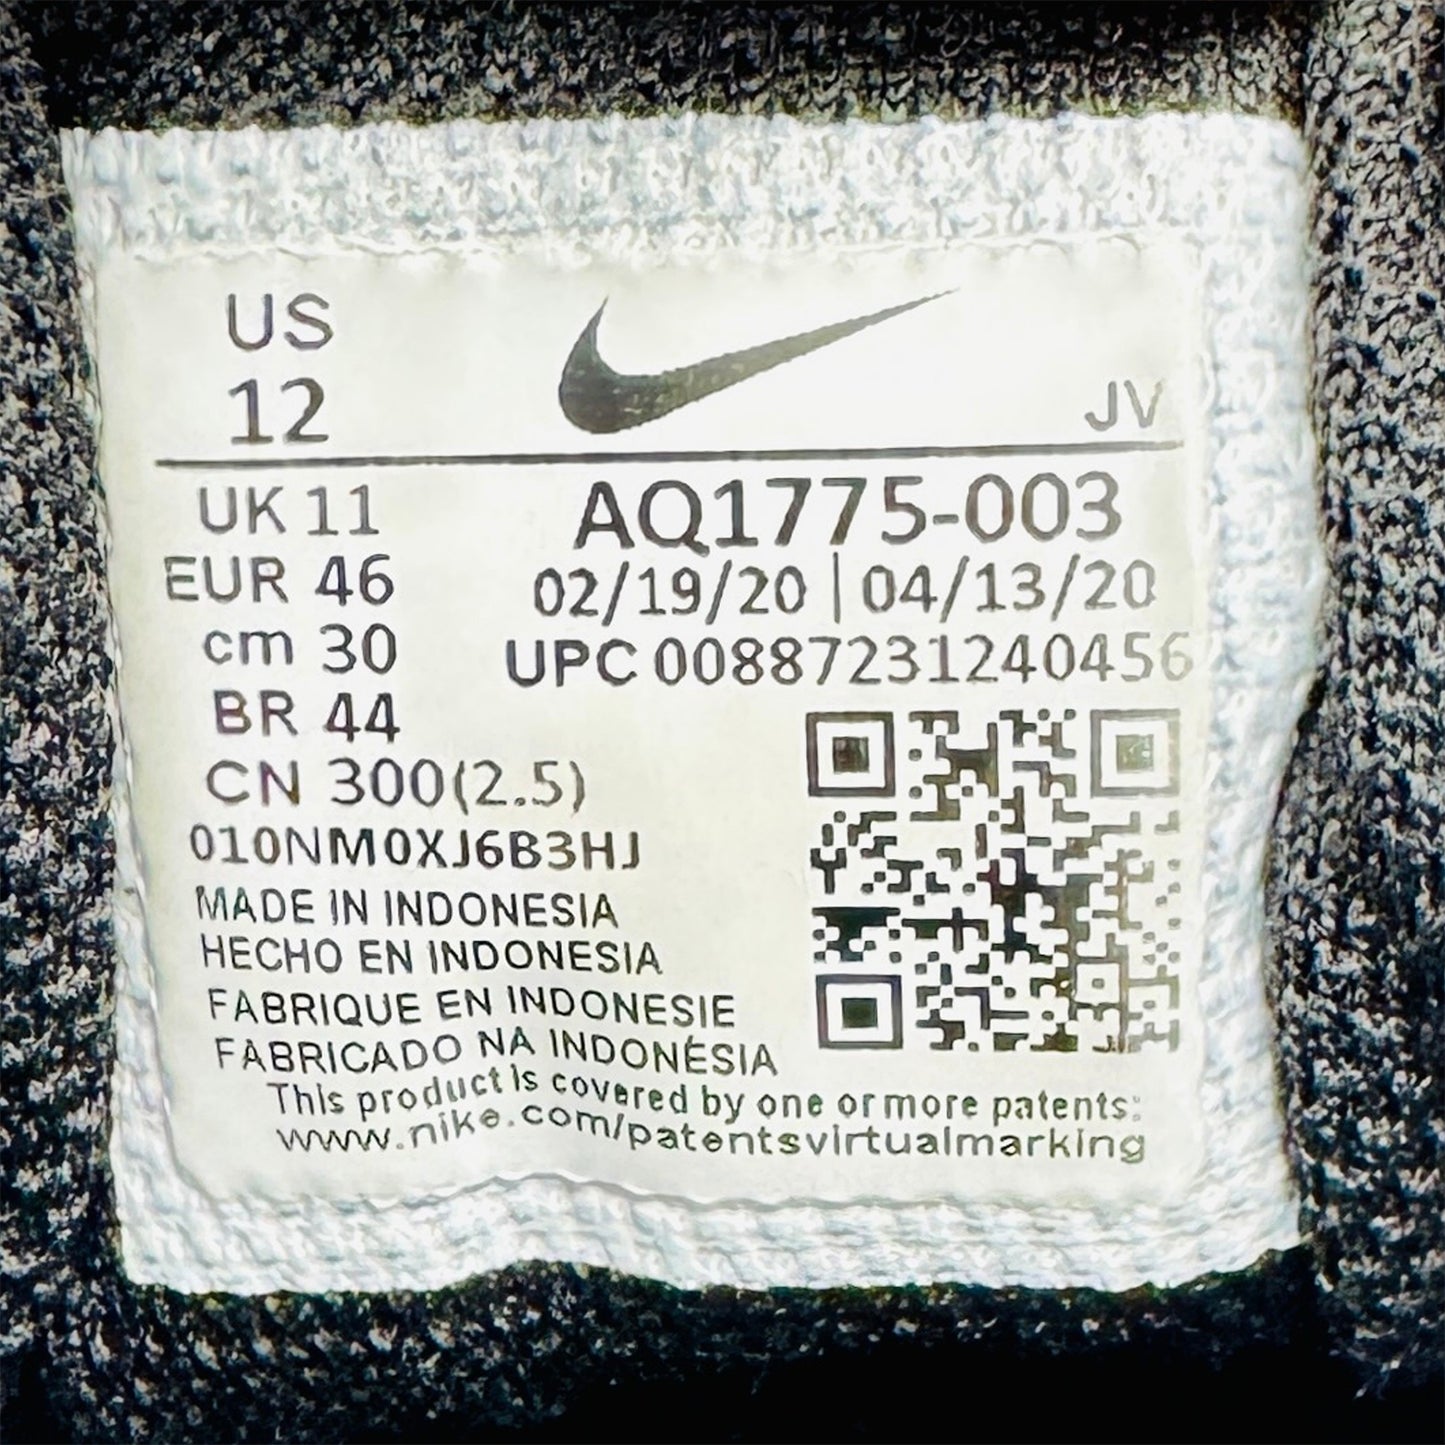 US
12
JV
UK 11
EUR 46
cm 30
BR 44
CN 300(2.5)
AQ1775-003
02/19/20 | 04/13/20
UPC 00887231240456
010NM0XJ6B3HJ
MADE IN INDONESIA
HECHO EN INDONESIA
FABRIQUE EN INDONESIE
FABRICADO NA INDONÉSIA
This product is covered by one or more patents:
www.nike.com/patentsvirtualmarking